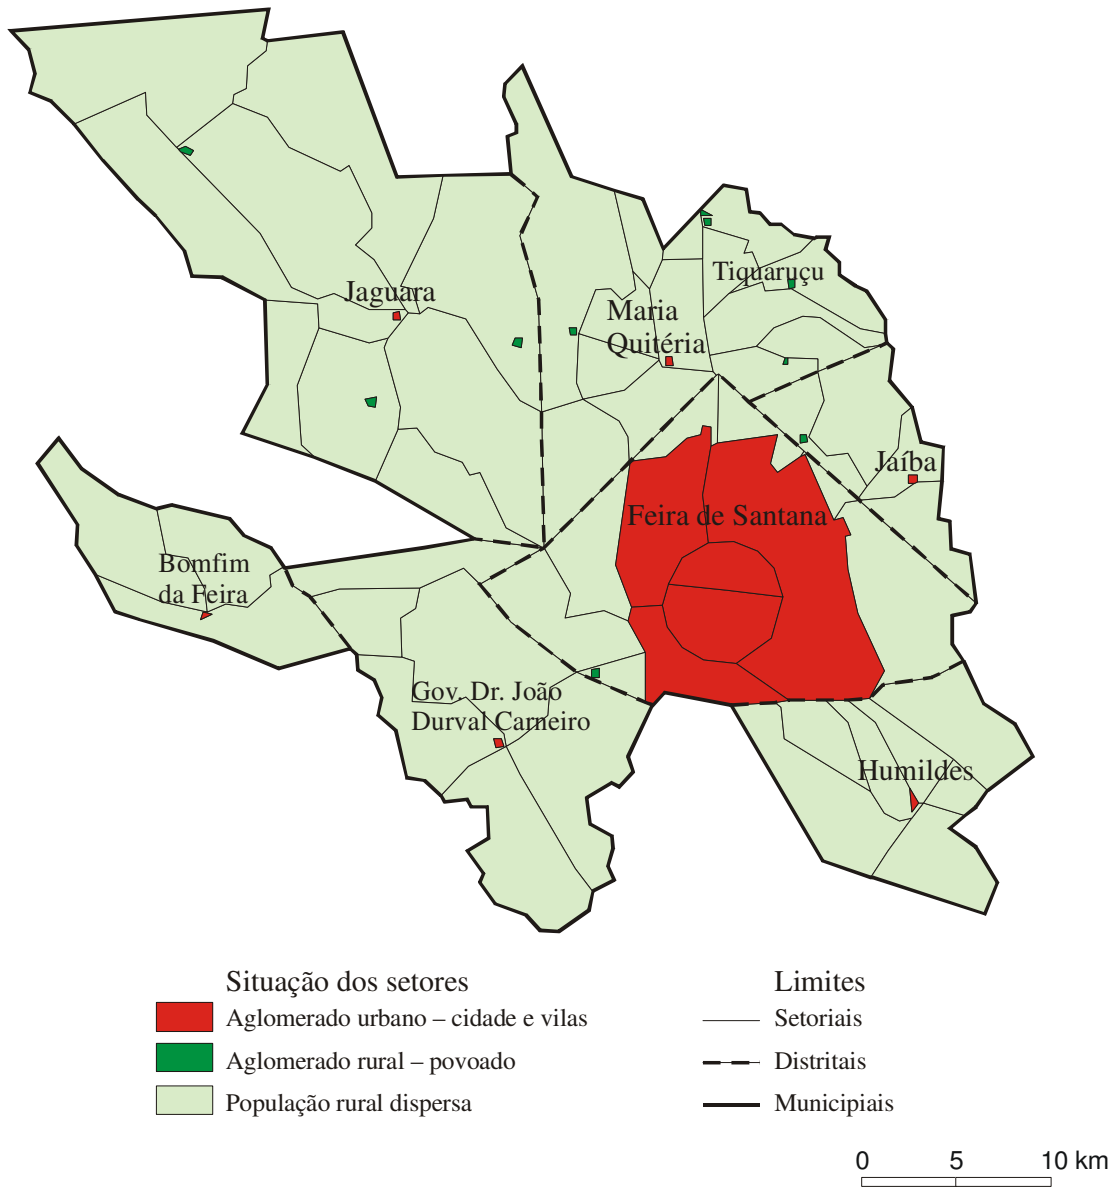 Tiquaruçu
Jaguara
Maria
Quitéria
Jaíba
Feira de Santana
Bomfim
da Feira
Gov. Dr. João
Durval Carneiro
Humildes
Situação dos setores
Aglomerado urbano – cidade e vilas
Aglomerado rural – povoado
População rural dispersa
Limites
Setoriais
Distritais
Municipiais
0 5 10 km